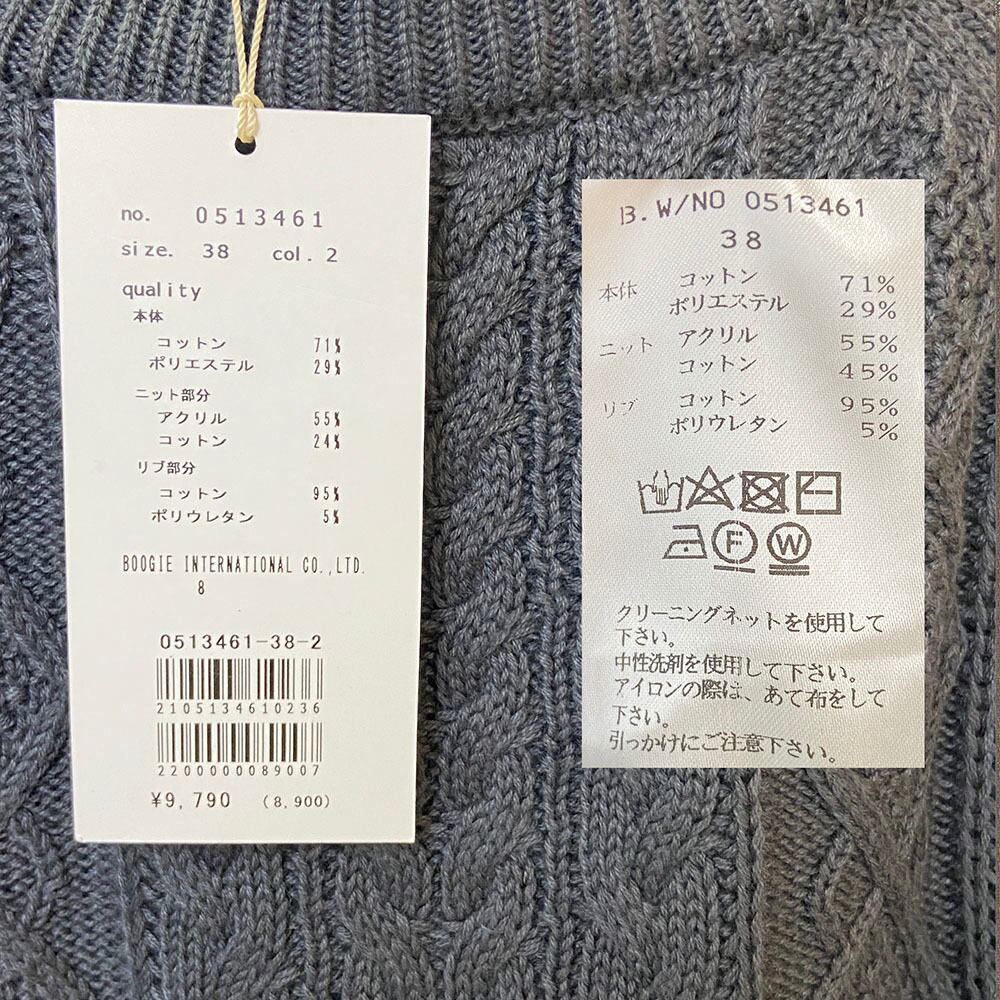 no. 0513461
size. 38 col. 2
quality
本体
コットン 71%
ポリエステル 29%
ニット部分
アクリル 55%
コットン 24%
リブ部分
コットン 95%
ポリウレタン 5%
BOOGIE INTERNATIONAL CO.,LTD.
8
0513461-38-2
2105134610236
2200000089007
¥9,790 (8,900)
B.W/NO 0513461
38
本体 コットン 71%
ポリエステル 29%
ニット アクリル 55%
コットン 45%
リブ コットン 95%
ポリウレタン 5%
F W
クリーニングネットを使用して
下さい。
中性洗剤を使用して下さい。
アイロンの際は、あて布をして
下さい。
引っかけにご注意下さい。